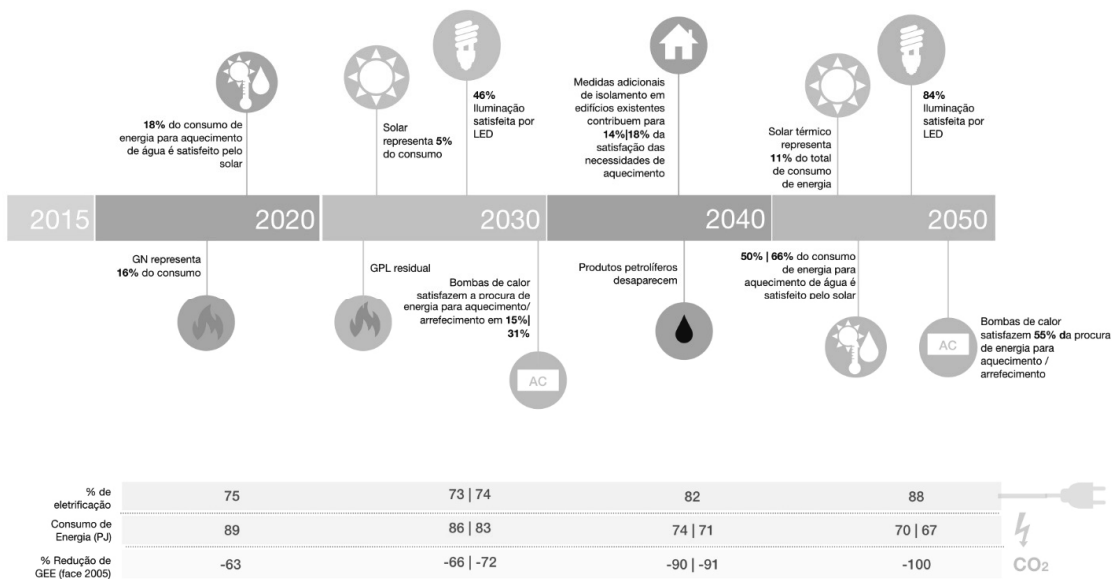 18% do consumo de
energia para aquecimento
de água é satisfeito pelo
solar
Solar
representa 5%
do consumo
46%
Iluminação
satisfeita por
LED
Medidas adicionais
de isolamento em
edifícios existentes
contribuem para
14%|18% da
satisfação das
necessidades de
aquecimento
Solar térmico
representa
11% do total
de consumo
de energia
84%
Iluminação
satisfeita por
LED
2015 2020 2030 2040 2050
GN representa
16% do consumo
GPL residual
Bombas de calor
satisfazem a procura de
energia para aquecimento/
arrefecimento em 15%|
31%
AC
Produtos petrolíferos
desaparecem
50% | 66% do consumo
de energia para
aquecimento de água é
satisfeito pelo solar
AC
Bombas de calor
satisfazem 55% da procura
de energia para
aquecimento /
arrefecimento
% de
eletrificação
75 73 | 74 82 88
Consumo de
Energia (PJ)
89 86 | 83 74 | 71 70 | 67
% Redução de
GEE (face 2005)
-63 -66 | -72 -90 | -91 -100
CO2